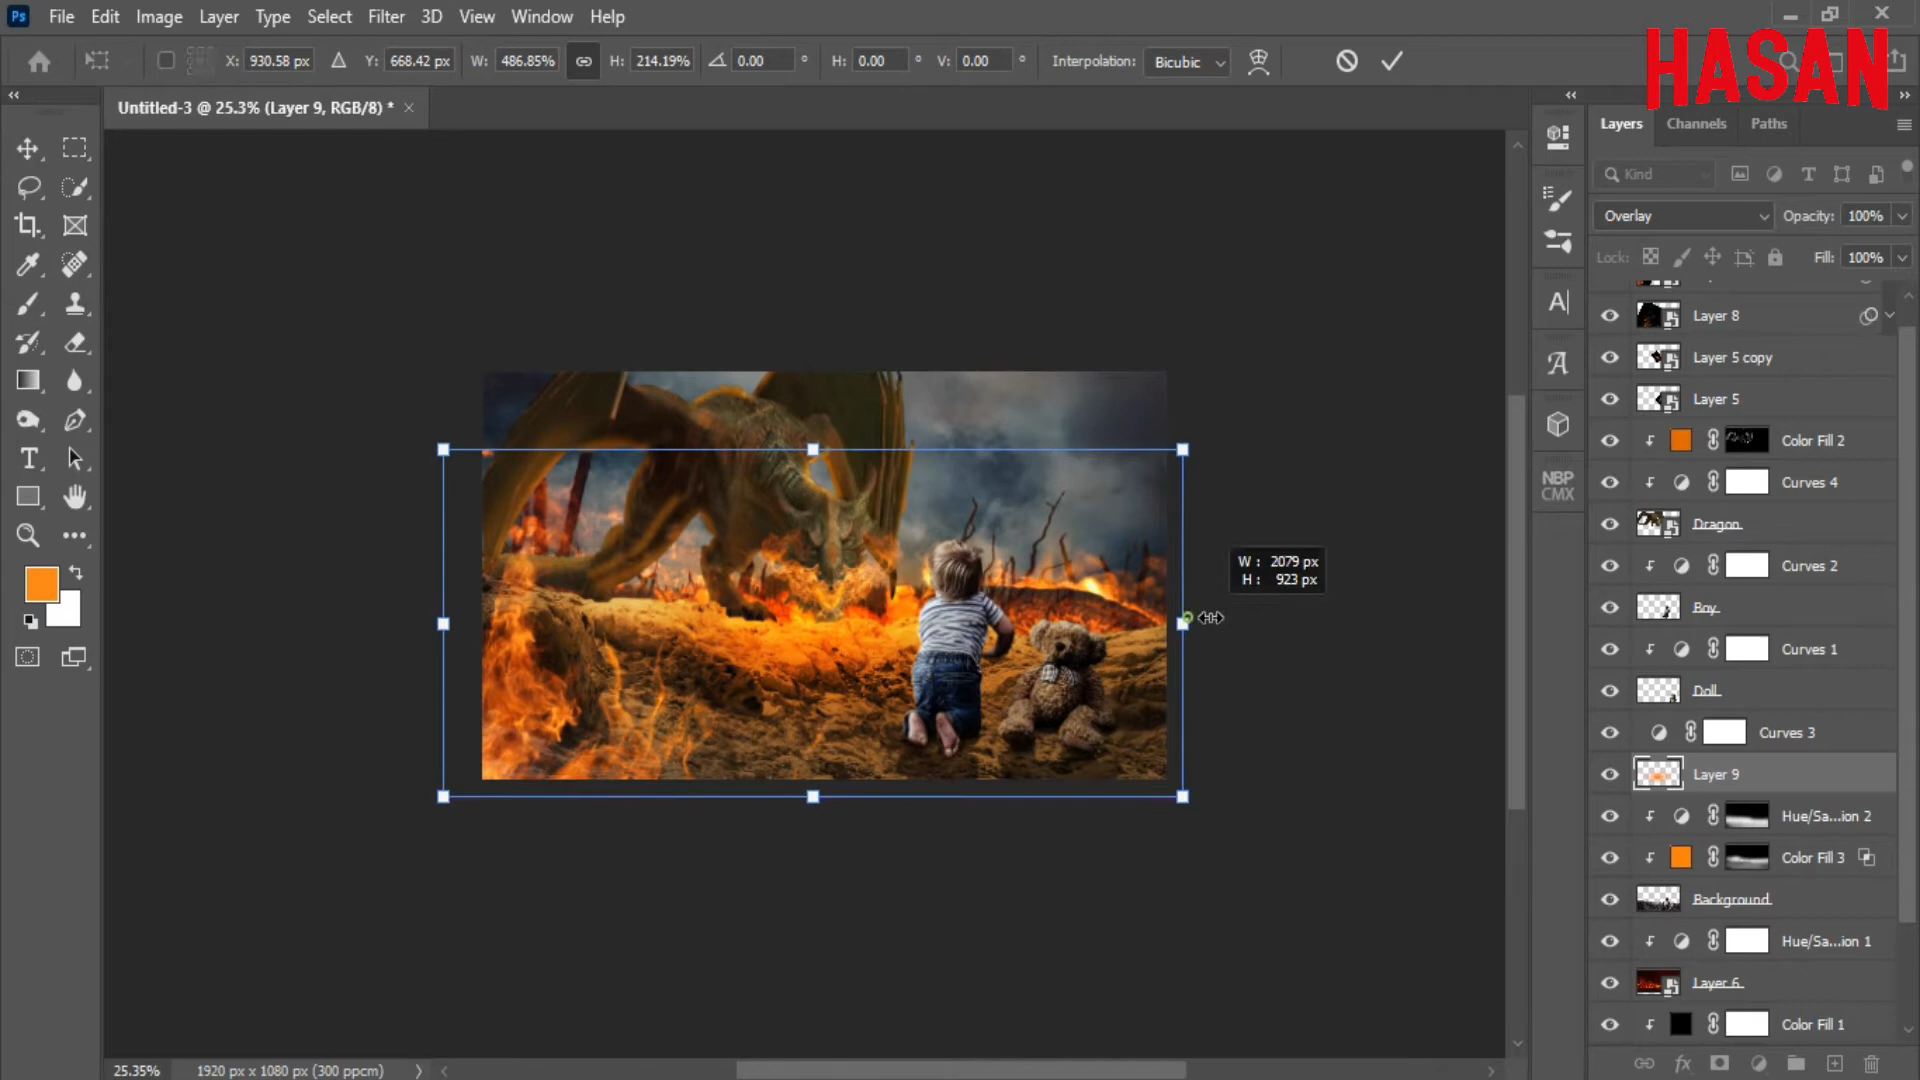 Ps File Edit Image Layer Type Select Filter 3D View Window Help
X: 930.58 px Y: 668.42 px W: 486.85% H: 214.19% 0.00 ° H: 0.00 ° V: 0.00 ° Interpolation: Bicubic
HASAN
Untitled-3 @ 25.3% (Layer 9, RGB/8) *
Layers Channels Paths
Kind
Overlay Opacity: 100%
Lock: Fill: 100%
Layer 8
Layer 5 copy
Layer 5
Color Fill 2
Curves 4
NBP
CMX
Dragon
W : 2079 px
H : 923 px
Curves 2
Boy
Curves 1
Doll
Curves 3
Layer 9
Hue/Sa...ion 2
Color Fill 3
Background
Hue/Sa...ion 1
Layer 6
Color Fill 1
25.35% 1920 px x 1080 px (300 ppcm)